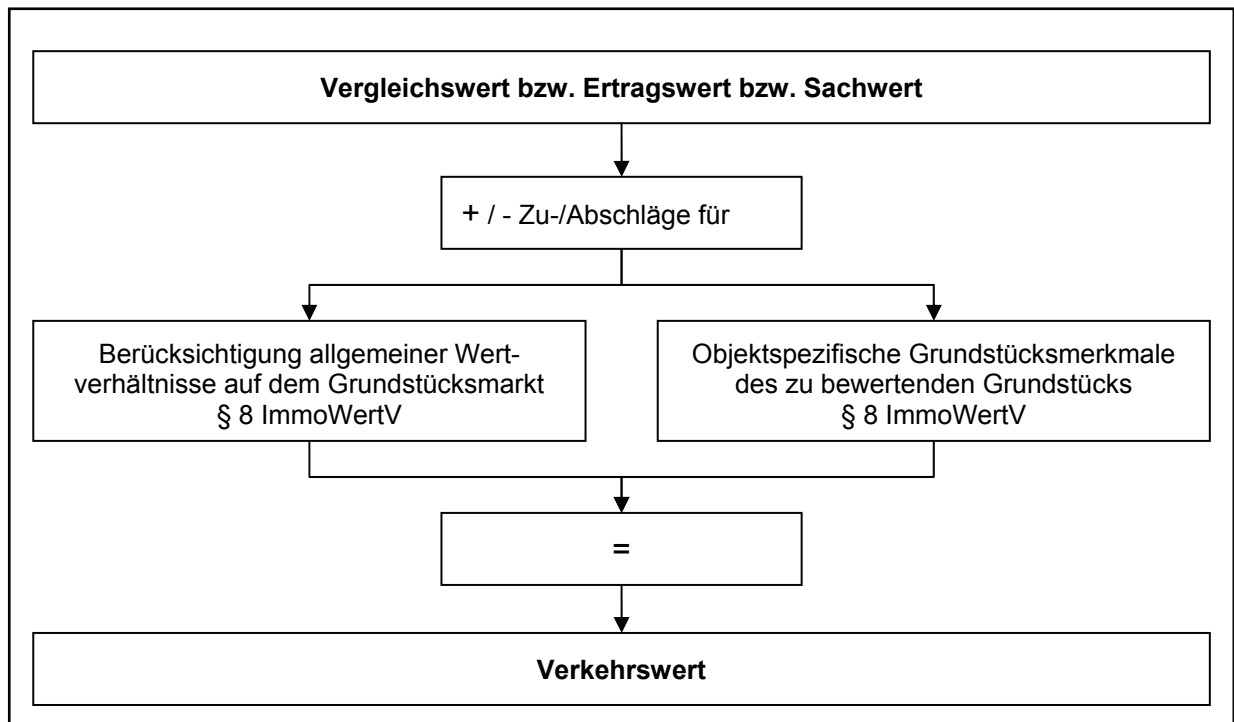 Vergleichswert bzw. Ertragswert bzw. Sachwert
+ / - Zu-/Abschläge für
Berücksichtigung allgemeiner Wert-
verhältnisse auf dem Grundstücksmarkt
§ 8 ImmoWertV
Objektspezifische Grundstücksmerkmale
des zu bewertenden Grundstücks
§ 8 ImmoWertV
=
Verkehrswert